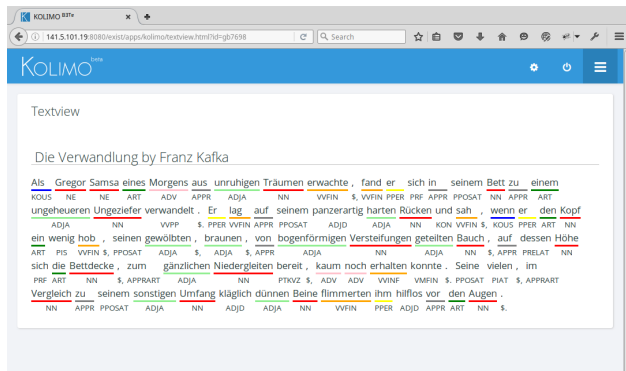 KOLIMO BETa
141.5.101.19:8080/exist/apps/kolimo/textview.html?id=gb7698
Search
KOLIMO beta
Textview
Die Verwandlung by Franz Kafka
Als Gregor Samsa eines Morgens aus unruhigen Träumen erwachte , fand er sich in seinem Bett zu einem
KOUS NE NE ART ADV APPR ADJA NN VVFIN $, VVFIN PPER PRF APPR PPOSAT NN APPR ART
ungeheueren Ungeziefer verwandelt . Er lag auf seinem panzerartig harten Rücken und sah , wenn er den Kopf
ADJA NN VVPP $. PPER VVFIN APPR PPOSAT ADJD ADJA NN KON VVFIN $, KOUS PPER ART NN
ein wenig hob , seinen gewölbten , braunen , von bogenförmigen Versteifungen geteilten Bauch , auf dessen Höhe
ART PIS VVFIN $, PPOSAT ADJA $, ADJA $, APPR ADJA NN ADJA NN $, APPR PRELAT NN
sich die Bettdecke , zum gänzlichen Niedergleiten bereit , kaum noch erhalten konnte . Seine vielen , im
PRF ART NN $, APPRART ADJA NN PTKVZ $, ADV ADV VVINF VMFIN $. PPOSAT PIAT $, APPRART
Vergleich zu seinem sonstigen Umfang kläglich dünnen Beine flimmerten ihm hilflos vor den Augen .
NN APPR PPOSAT ADJA NN ADJD ADJA NN VVFIN PPER ADJD APPR ART NN $.